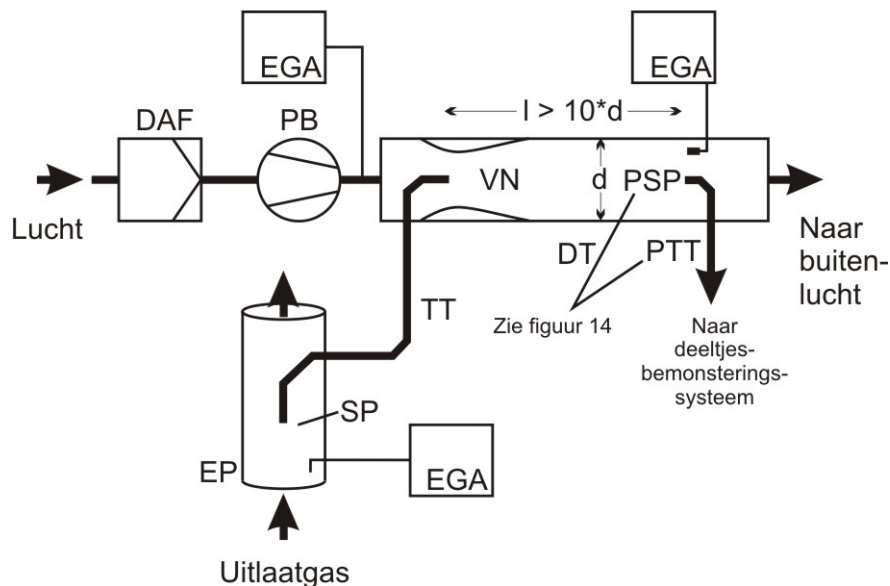 EGA
EGA
l > 10*d
DAF
PB
VN
d
PSP
Lucht
Naar
buiten-
lucht
DT
PTT
TT
Zie figuur 14
Naar
deeltjes-
bemonsterings-
systeem
SP
EP
EGA
Uitlaatgas